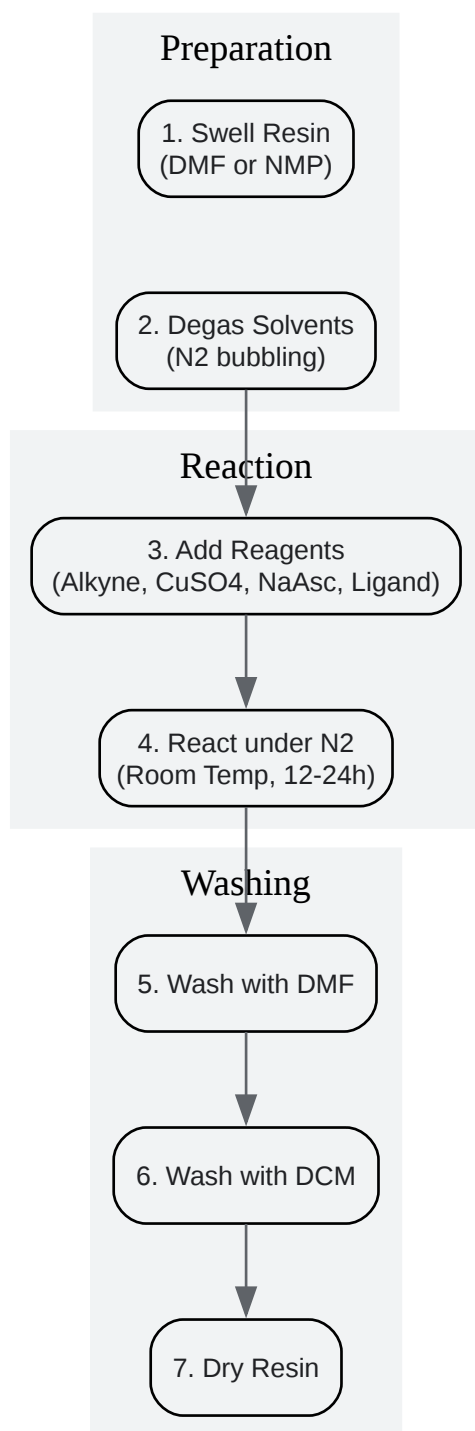 Preparation
1. Swell Resin
(DMF or NMP)
2. Degas Solvents
(N2 bubbling)
Reaction
3. Add Reagents
(Alkyne, CuSO4, NaAsc, Ligand)
4. React under N2
(Room Temp, 12-24h)
Washing
5. Wash with DMF
6. Wash with DCM
7. Dry Resin